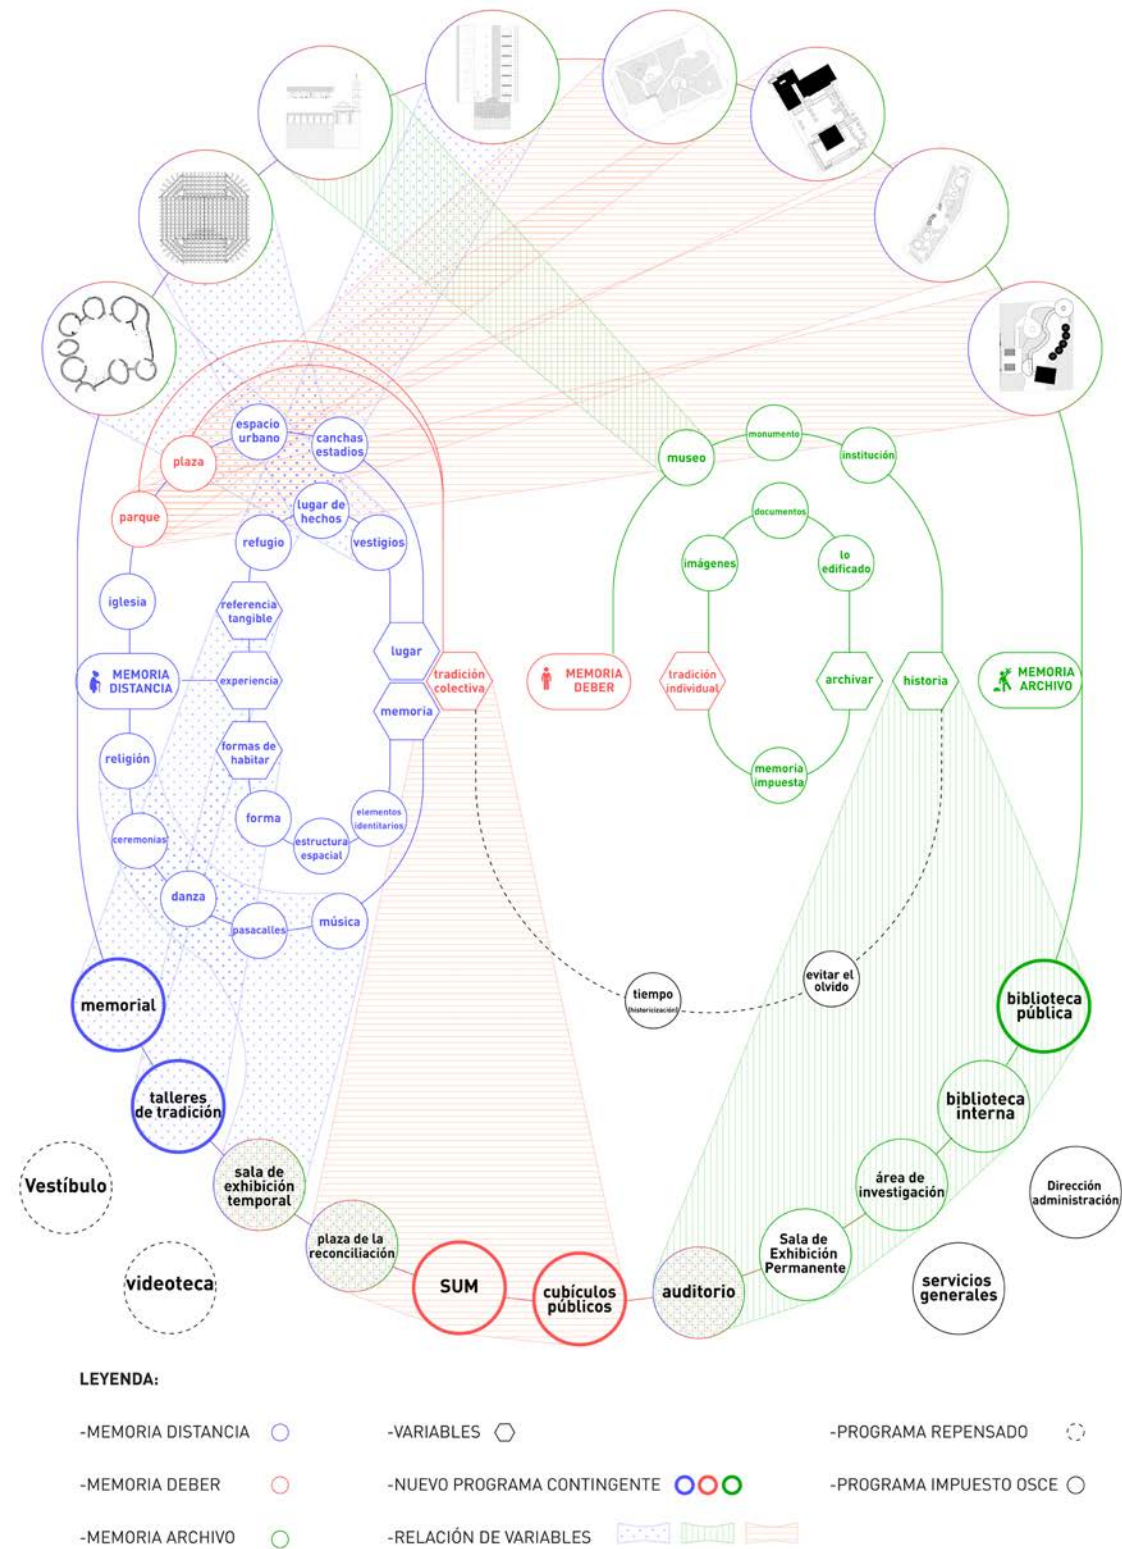 espacio
urbano
canchas
estadios
plaza
parque
lugar de
hechos
refugio
vestigios
iglesia
referencia
tangible
MEMORIA
DISTANCIA
experiencia
lugar
memoria
tradición
colectiva
formas de
habitar
religión
forma
elementos
identitarios
estructura
espacial
ceremonias
danza
pasacalles
música
monumento
museo
institución
documentos
imágenes
lo
edificado
MEMORIA
DEBER
tradición
individual
archivar
historia
MEMORIA
ARCHIVO
memoria
impuesta
tiempo
(historicización)
evitar el
olvido
memorial
talleres
de tradición
sala de
exhibición
temporal
plaza de la
reconciliación
SUM
cubículos
públicos
auditorio
Sala de
Exhibición
Permanente
área de
investigación
biblioteca
interna
biblioteca
pública
Vestíbulo
videoteca
Dirección
administración
servicios
generales
LEYENDA:
-MEMORIA DISTANCIA
-MEMORIA DEBER
-MEMORIA ARCHIVO
-VARIABLES
-NUEVO PROGRAMA CONTINGENTE
-RELACIÓN DE VARIABLES
-PROGRAMA REPENSADO
-PROGRAMA IMPUESTO OSCE